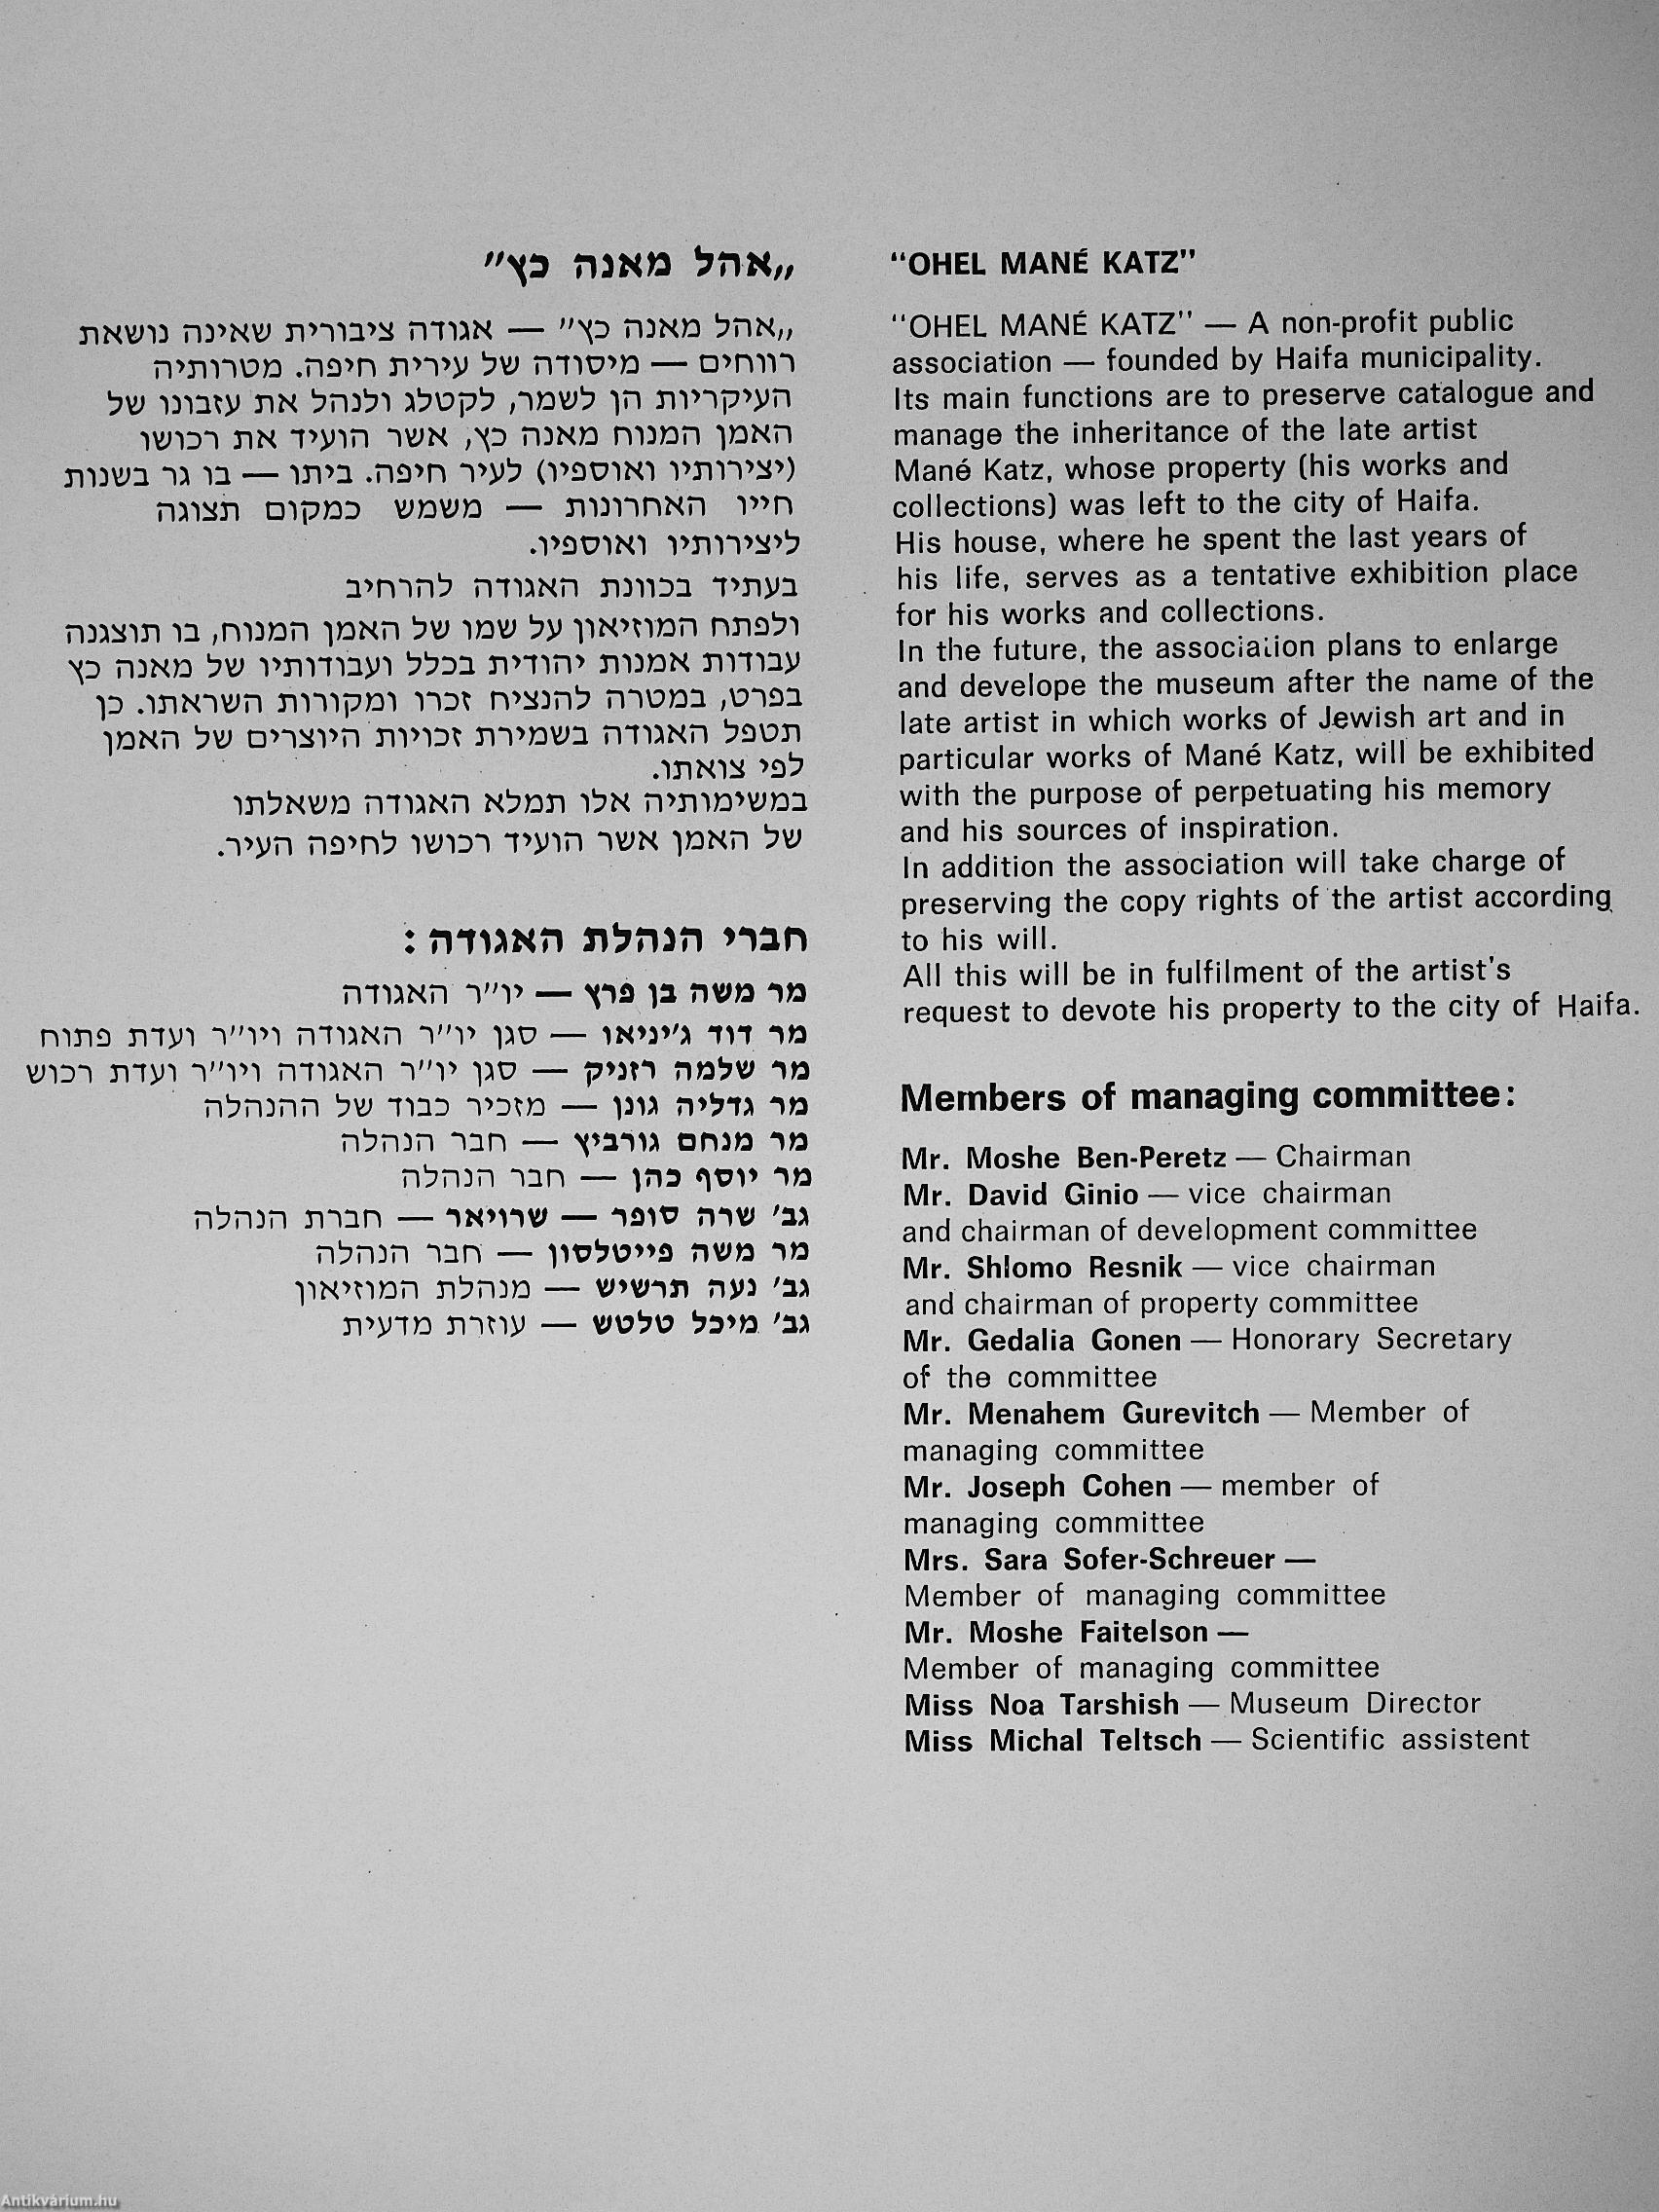 „אהל מאנה כץ”
„אהל מאנה כץ” — אגודה ציבורית שאינה נושאת
רווחים — מיסודה של עירית חיפה. מטרותיה
העיקריות הן לשמר, לקטלג ולנהל את עזבונו של
האמן המנוח מאנה כץ, אשר הועיד את רכושו
(יצירותיו ואוספיו) לעיר חיפה. ביתו — בו גר בשנות
חייו האחרונות — משמש כמקום תצוגה
ליצירותיו ואוספיו.
בעתיד בכוונת האגודה להרחיב
ולפתח המוזיאון על שמו של האמן המנוח, בו תוצגנה
עבודות אמנות יהודית בכלל ועבודותיו של מאנה כץ
בפרט, במטרה להנציח זכרו ומקורות השראתו. כן
תטפל האגודה בשמירת זכויות היוצרים של האמן
לפי צואתו.
במשימותיה אלו תמלא האגודה משאלתו
של האמן אשר הועיד רכושו לחיפה העיר.
חברי הנהלת האגודה:
מר משה בן פרץ — יו״ר האגודה
מר דוד ג׳יניאו — סגן יו״ר האגודה ויו״ר ועדת פתוח
מר שלמה רזניק — סגן יו״ר האגודה ויו״ר ועדת רכוש
מר גדליה גונן — מזכיר כבוד של ההנהלה
מר מנחם גורביץ — חבר הנהלה
מר יוסף כהן — חבר הנהלה
גב׳ שרה סופר — שרויאר — חברת הנהלה
מר משה פייטלסון — חבר הנהלה
גב׳ נעה תרשיש — מנהלת המוזיאון
גב׳ מיכל טלטש — עוזרת מדעית
“OHEL MANÉ KATZ”
“OHEL MANÉ KATZ” — A non-profit public
association — founded by Haifa municipality.
Its main functions are to preserve catalogue and
manage the inheritance of the late artist
Mané Katz, whose property (his works and
collections) was left to the city of Haifa.
His house, where he spent the last years of
his life, serves as a tentative exhibition place
for his works and collections.
In the future, the association plans to enlarge
and develope the museum after the name of the
late artist in which works of Jewish art and in
particular works of Mané Katz, will be exhibited
with the purpose of perpetuating his memory
and his sources of inspiration.
In addition the association will take charge of
preserving the copy rights of the artist according
to his will.
All this will be in fulfilment of the artist's
request to devote his property to the city of Haifa.
Members of managing committee:
Mr. Moshe Ben-Peretz — Chairman
Mr. David Ginio — vice chairman
and chairman of development committee
Mr. Shlomo Resnik — vice chairman
and chairman of property committee
Mr. Gedalia Gonen — Honorary Secretary
of the committee
Mr. Menahem Gurevitch — Member of
managing committee
Mr. Joseph Cohen — member of
managing committee
Mrs. Sara Sofer-Schreuer —
Member of managing committee
Mr. Moshe Faitelson —
Member of managing committee
Miss Noa Tarshish — Museum Director
Miss Michal Teltsch — Scientific assistent
Antikvárium.hu